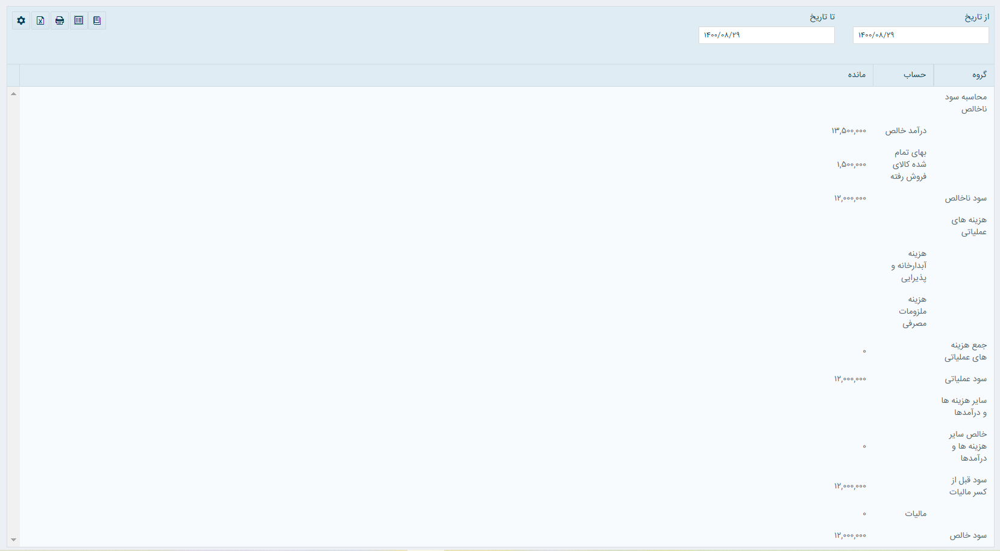 از تاریخ
تا تاریخ
۱۴۰۰/۰۸/۲۹
۱۴۰۰/۰۸/۲۹
گروه حساب مانده
محاسبه سود
ناخالص
درآمد خالص ۱۳,۵۰۰,۰۰۰
بهای تمام
شده کالای ۱,۵۰۰,۰۰۰
فروش رفته
سود ناخالص ۱۲,۰۰۰,۰۰۰
هزینه های
عملیاتی
هزینه
آبدارخانه و
پذیرایی
هزینه
ملزومات
مصرفی
جمع هزینه
های عملیاتی
۰
سود عملیاتی ۱۲,۰۰۰,۰۰۰
سایر هزینه ها
و درآمدها
خالص سایر
هزینه ها و ۰
درآمدها
سود قبل از
کسر مالیات
۱۲,۰۰۰,۰۰۰
مالیات ۰
سود خالص ۱۲,۰۰۰,۰۰۰